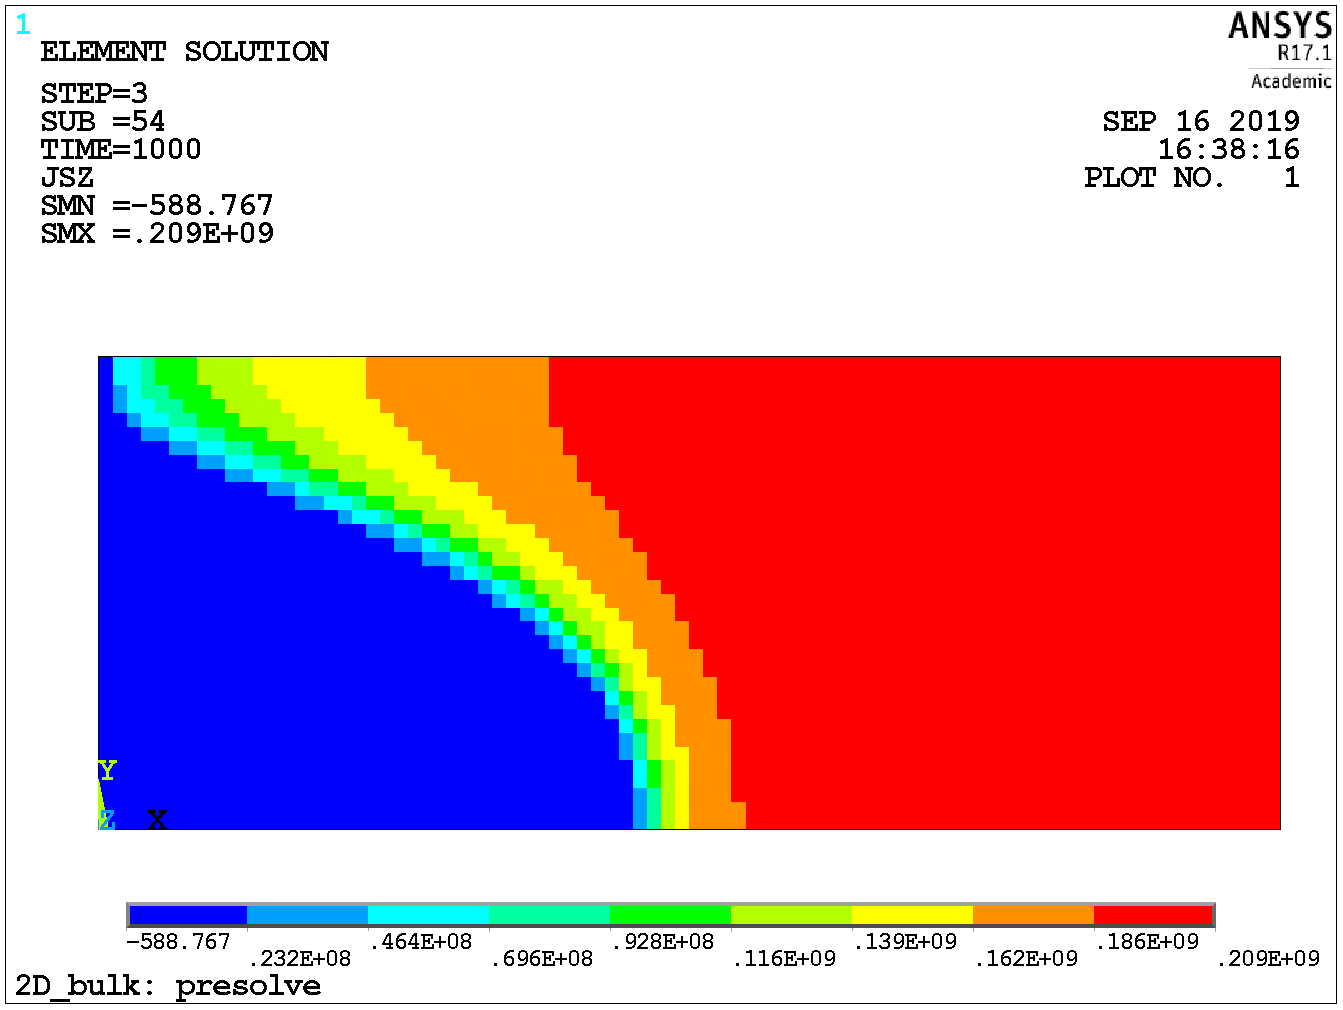 1
ANSYS
R17.1
Academic
ELEMENT SOLUTION
STEP=3
SUB =54
TIME=1000
JSZ
SMN =-588.767
SMX =.209E+09
SEP 16 2019
16:38:16
PLOT NO.   1
Y
Z X
-588.767
.232E+08
.464E+08
.696E+08
.928E+08
.116E+09
.139E+09
.162E+09
.186E+09
.209E+09
2D_bulk: presolve